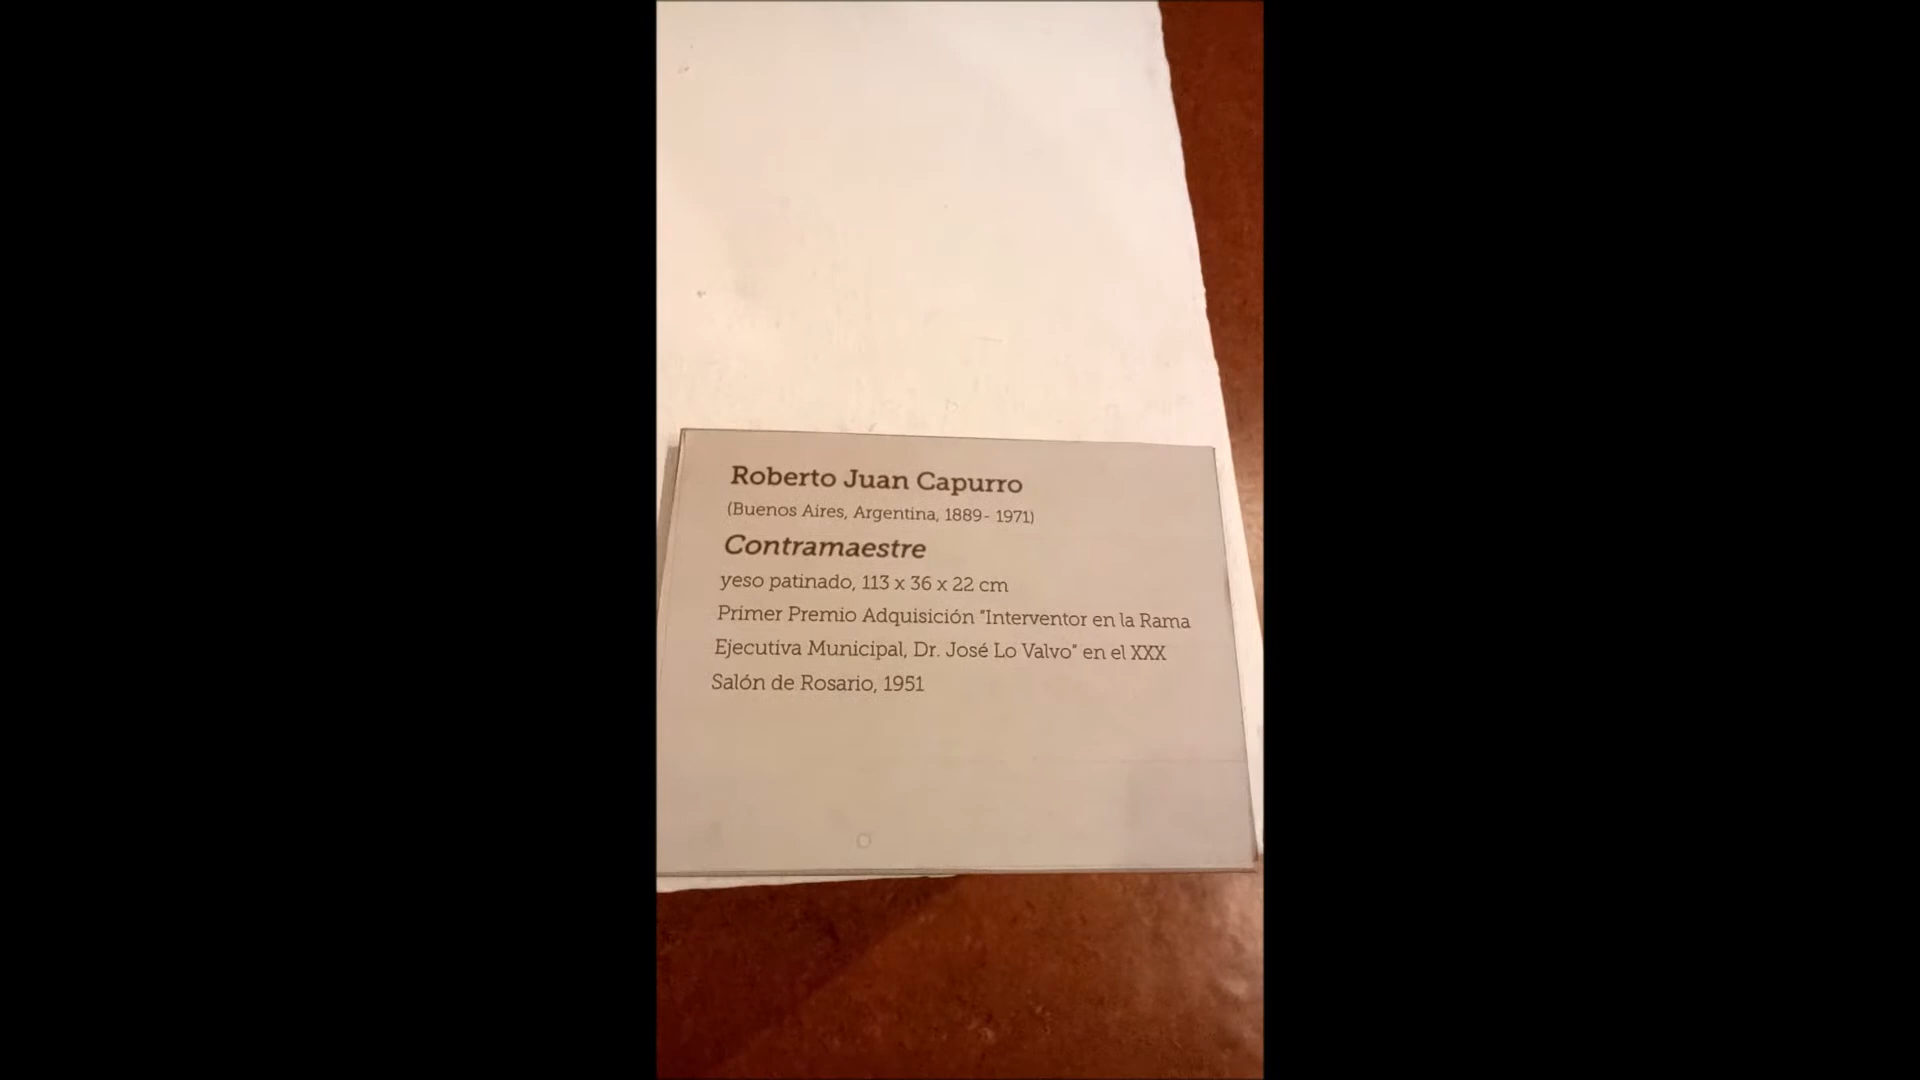 Roberto Juan Capurro
(Buenos Aires, Argentina, 1889- 1971)
Contramaestre
yeso patinado, 113 x 36 x 22 cm
Primer Premio Adquisición "Interventor en la Rama
Ejecutiva Municipal, Dr. José Lo Valvo" en el XXX
Salón de Rosario, 1951